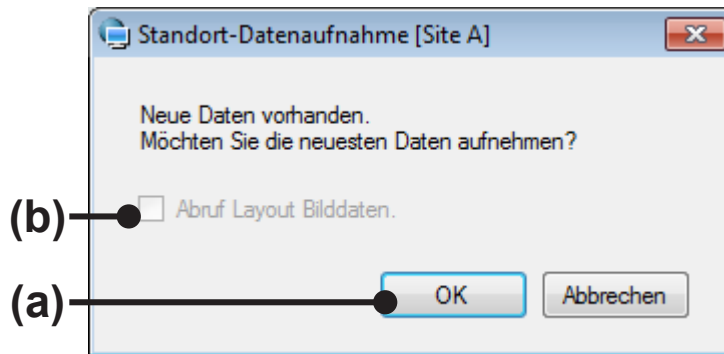 Standort-Datenaufnahme [Site A]
Neue Daten vorhanden.
Möchten Sie die neuesten Daten aufnehmen?
(b)
Abruf Layout Bilddaten.
(a)
OK
Abbrechen